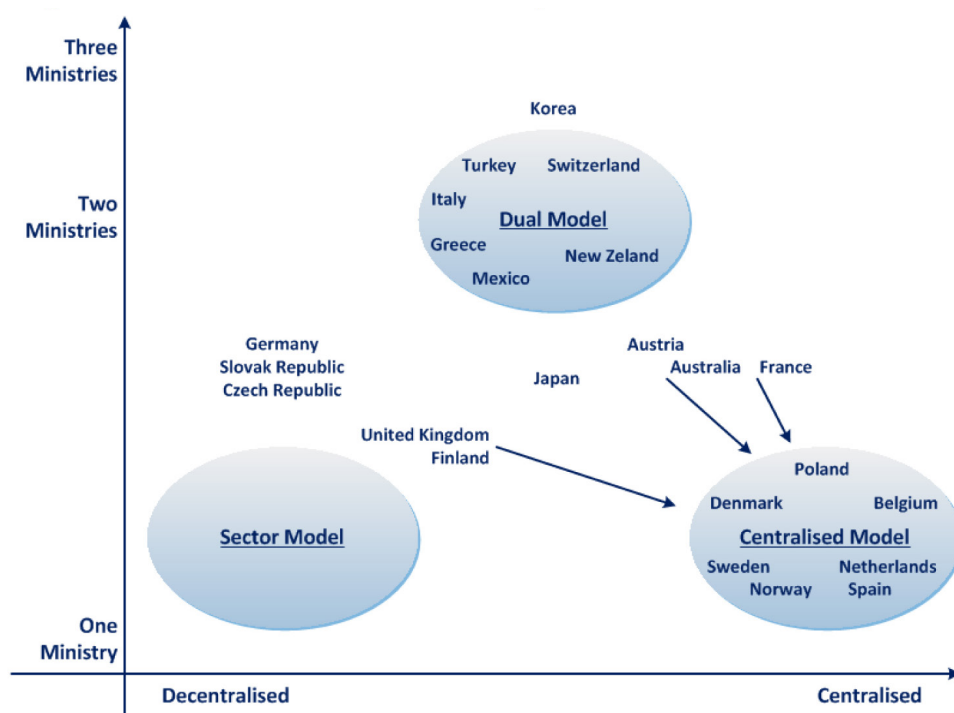 Three
Ministries
Korea
Turkey
Switzerland
Italy
Two
Ministries
Dual Model
Greece
New Zeland
Mexico
Germany
Slovak Republic
Czech Republic
Austria
Australia
France
Japan
United Kingdom
Finland
Poland
Denmark
Belgium
Sector Model
Centralised Model
Sweden
Netherlands
Norway
Spain
One
Ministry
Decentralised
Centralised